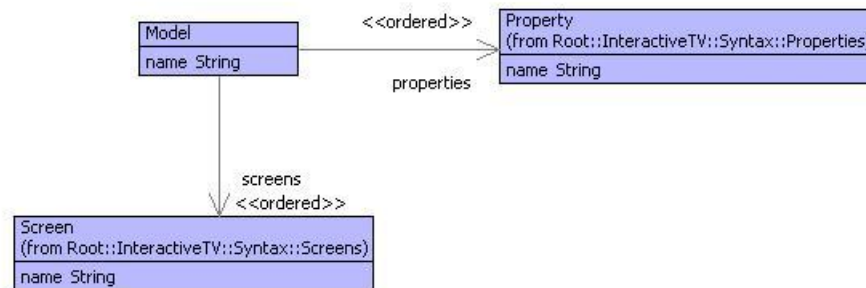 Model
name String
<<ordered>>
properties
Property
(from Root::InteractiveTV::Syntax::Properties
name String
screens
<<ordered>>
Screen
(from Root::InteractiveTV::Syntax::Screens)
name String